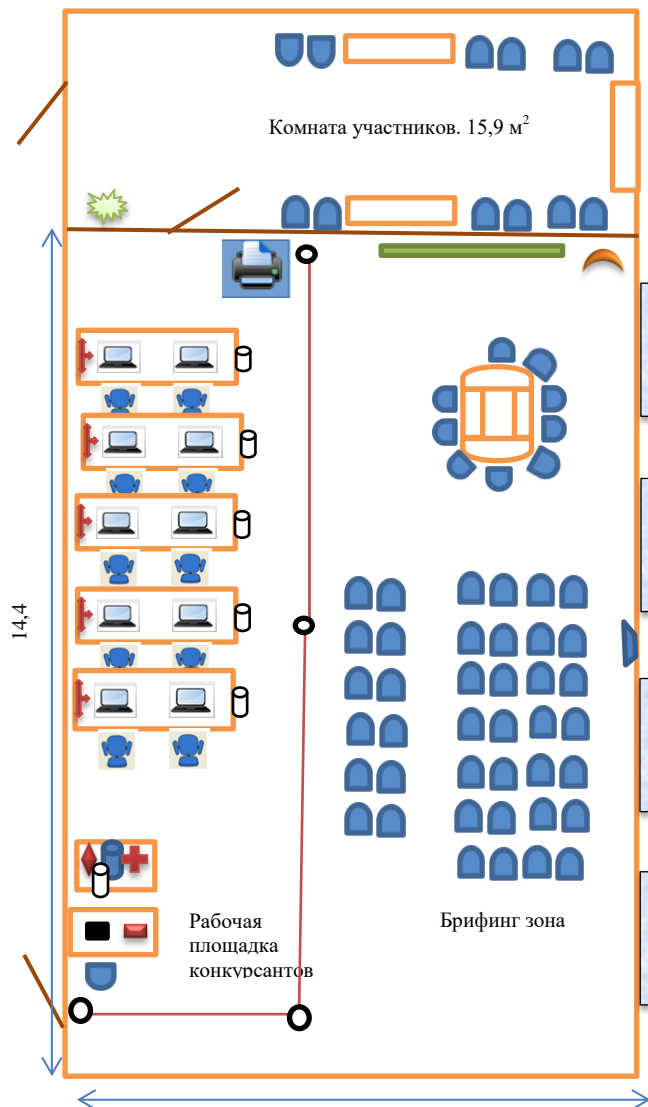 Комната участников. 15,9 м²
14,4
Рабочая
площадка
конкурсантов
Брифинг зона